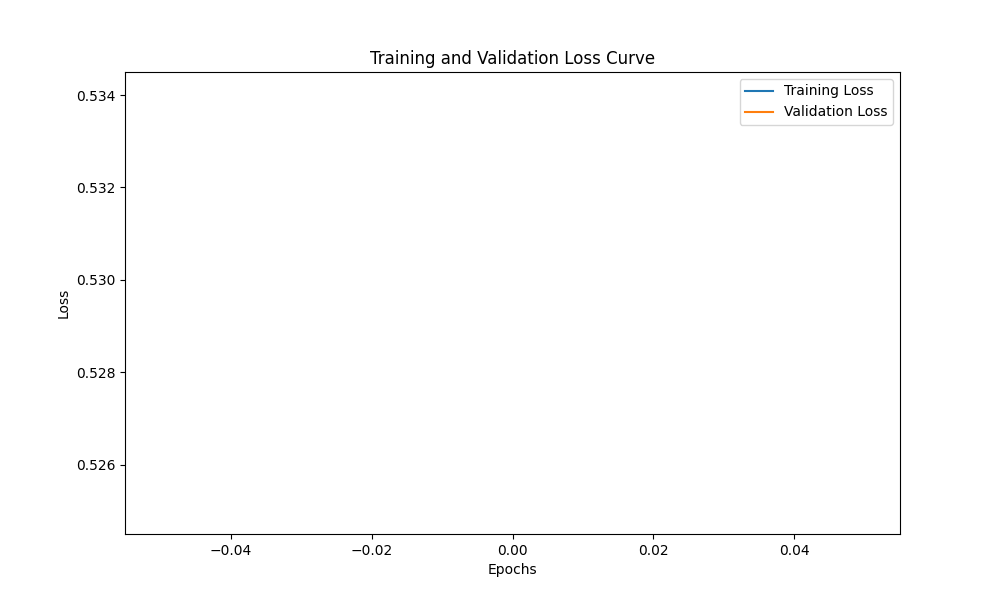 Training and Validation Loss Curve
Training Loss
Validation Loss
0.534
0.532
0.530
0.528
0.526
Loss
−0.04
−0.02
0.00
0.02
0.04
Epochs